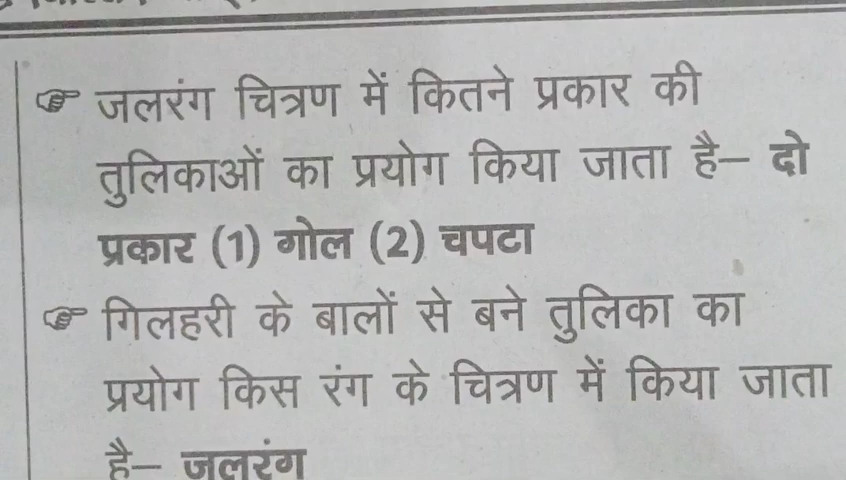 ☞ जलरंग चित्रण में कितने प्रकार की
तुलिकाओं का प्रयोग किया जाता है– दो
प्रकार (1) गोल (2) चपटा
☞ गिलहरी के बालों से बने तुलिका का
प्रयोग किस रंग के चित्रण में किया जाता
है– जलरंग